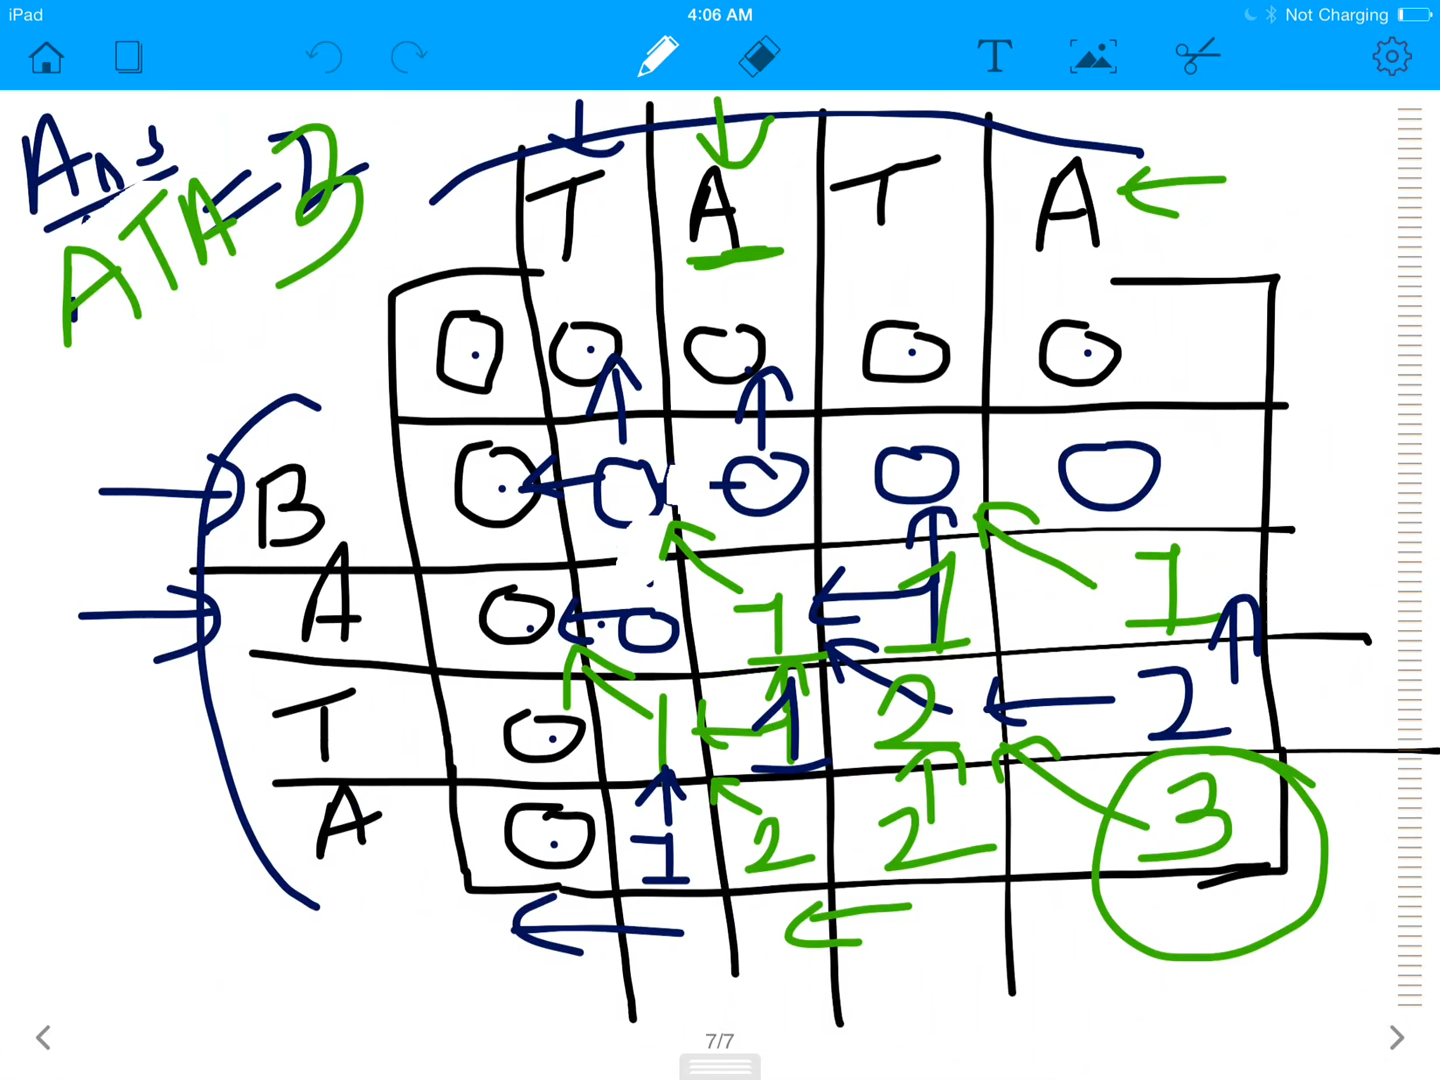 iPad 4:06 AM Not Charging
T
Ans
ATA = 3
T A T A
0 0 0 0 0
B 0 0 0 0 0
A 0 0 1 1 1
T 0 1 1 2 2
A 0 1 2 2 3
7/7